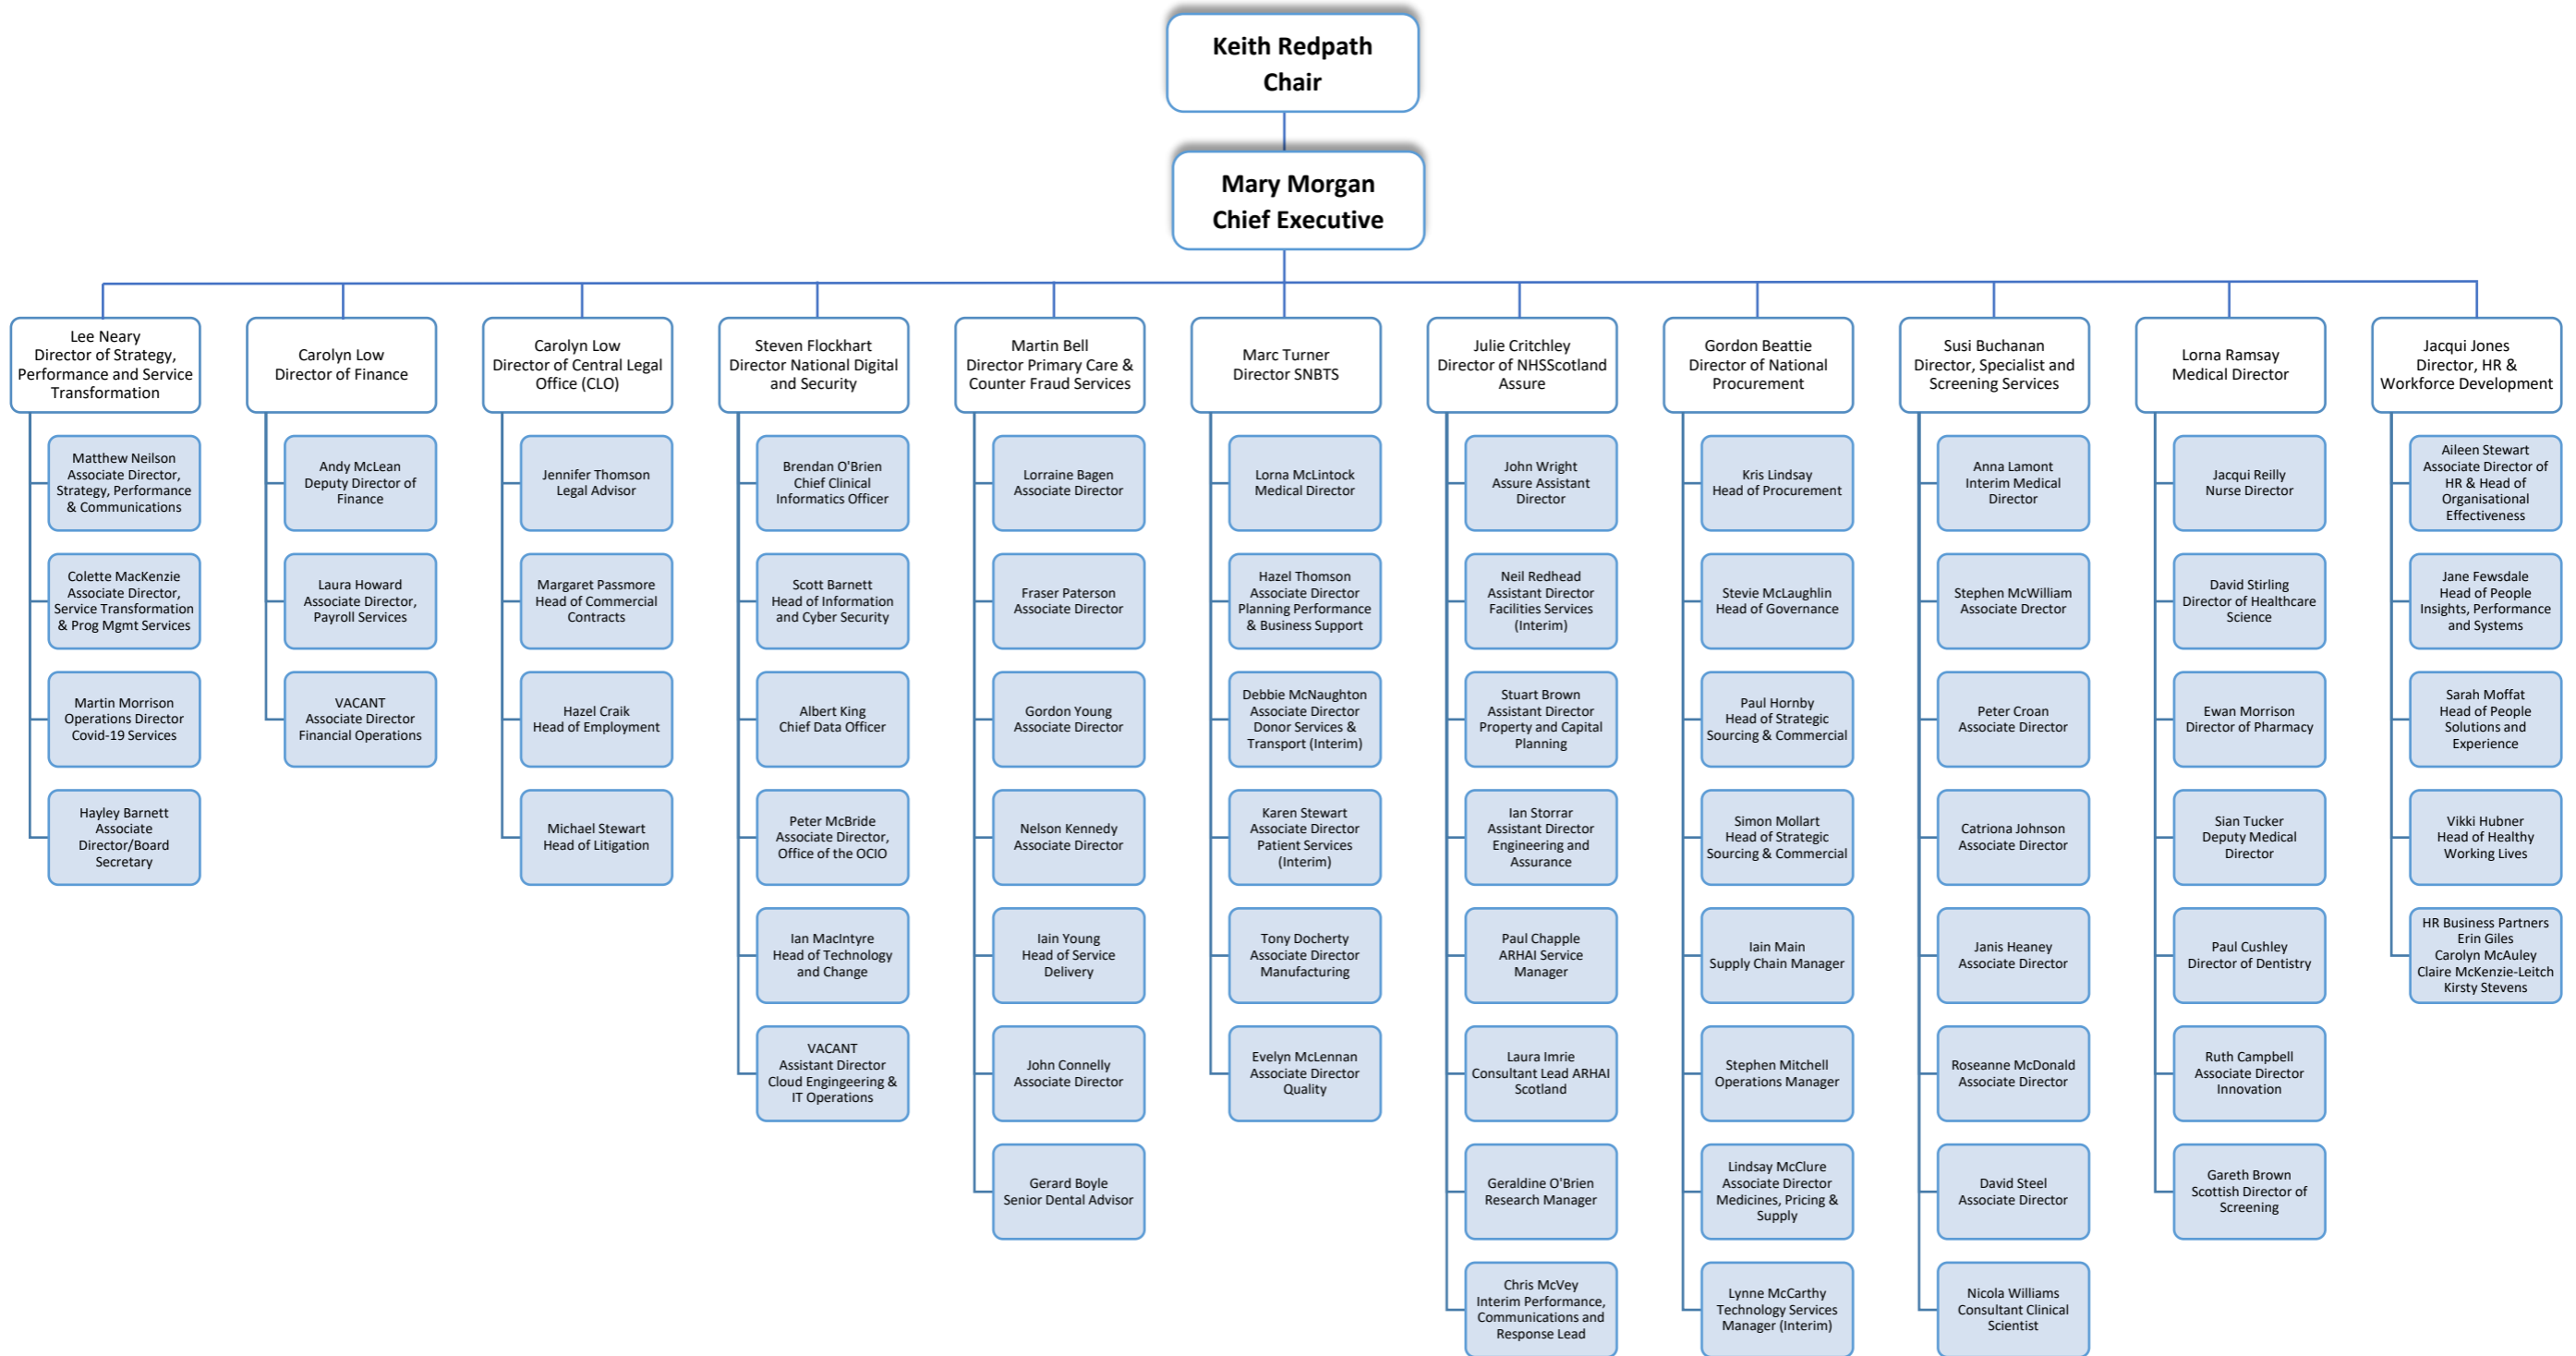 Keith Redpath
Chair
Mary Morgan
Chief Executive
Lee Neary
Director of Strategy,
Performance and Service
Transformation
Matthew Neilson
Associate Director,
Strategy, Performance
& Communications
Colette MacKenzie
Associate Director,
Service Transformation
& Prog Mgmt Services
Martin Morrison
Operations Director
Covid-19 Services
Hayley Barnett
Associate
Director/Board
Secretary
Carolyn Low
Director of Finance
Andy McLean
Deputy Director of
Finance
Laura Howard
Associate Director,
Payroll Services
VACANT
Associate Director
Financial Operations
Carolyn Low
Director of Central Legal
Office (CLO)
Jennifer Thomson
Legal Advisor
Margaret Passmore
Head of Commercial
Contracts
Hazel Craik
Head of Employment
Michael Stewart
Head of Litigation
Steven Flockhart
Director National Digital
and Security
Brendan O'Brien
Chief Clinical
Informatics Officer
Scott Barnett
Head of Information
and Cyber Security
Albert King
Chief Data Officer
Peter McBride
Associate Director,
Office of the OCIO
Ian MacIntyre
Head of Technology
and Change
VACANT
Assistant Director
Cloud Engingeering &
IT Operations
Martin Bell
Director Primary Care &
Counter Fraud Services
Lorraine Bagen
Associate Director
Fraser Paterson
Associate Director
Gordon Young
Associate Director
Nelson Kennedy
Associate Director
Iain Young
Head of Service
Delivery
John Connelly
Associate Director
Gerard Boyle
Senior Dental Advisor
Marc Turner
Director SNBTS
Lorna McLintock
Medical Director
Hazel Thomson
Associate Director
Planning Performance
& Business Support
Debbie McNaughton
Associate Director
Donor Services &
Transport (Interim)
Karen Stewart
Associate Director
Patient Services
(Interim)
Tony Docherty
Associate Director
Manufacturing
Evelyn McLennan
Associate Director
Quality
Julie Critchley
Director of NHSScotland
Assure
John Wright
Assure Assistant
Director
Neil Redhead
Assistant Director
Facilities Services
(Interim)
Stuart Brown
Assistant Director
Property and Capital
Planning
Ian Storrar
Assistant Director
Engineering and
Assurance
Paul Chapple
ARHAI Service
Manager
Laura Imrie
Consultant Lead ARHAI
Scotland
Geraldine O'Brien
Research Manager
Chris McVey
Interim Performance,
Communications and
Response Lead
Gordon Beattie
Director of National
Procurement
Kris Lindsay
Head of Procurement
Stevie McLaughlin
Head of Governance
Paul Hornby
Head of Strategic
Sourcing & Commercial
Simon Mollart
Head of Strategic
Sourcing & Commercial
Iain Main
Supply Chain Manager
Stephen Mitchell
Operations Manager
Lindsay McClure
Associate Director
Medicines, Pricing &
Supply
Lynne McCarthy
Technology Services
Manager (Interim)
Susi Buchanan
Director, Specialist and
Screening Services
Anna Lamont
Interim Medical
Director
Stephen McWilliam
Associate Drector
Peter Croan
Associate Director
Catriona Johnson
Associate Director
Janis Heaney
Associate Director
Roseanne McDonald
Associate Director
David Steel
Associate Director
Nicola Williams
Consultant Clinical
Scientist
Lorna Ramsay
Medical Director
Jacqui Reilly
Nurse Director
David Stirling
Director of Healthcare
Science
Ewan Morrison
Director of Pharmacy
Sian Tucker
Deputy Medical
Director
Paul Cushley
Director of Dentistry
Ruth Campbell
Associate Director
Innovation
Gareth Brown
Scottish Director of
Screening
Jacqui Jones
Director, HR &
Workforce Development
Aileen Stewart
Associate Director of
HR & Head of
Organisational
Effectiveness
Jane Fewsdale
Head of People
Insights, Performance
and Systems
Sarah Moffat
Head of People
Solutions and
Experience
Vikki Hubner
Head of Healthy
Working Lives
HR Business Partners
Erin Giles
Carolyn McAuley
Claire McKenzie-Leitch
Kirsty Stevens